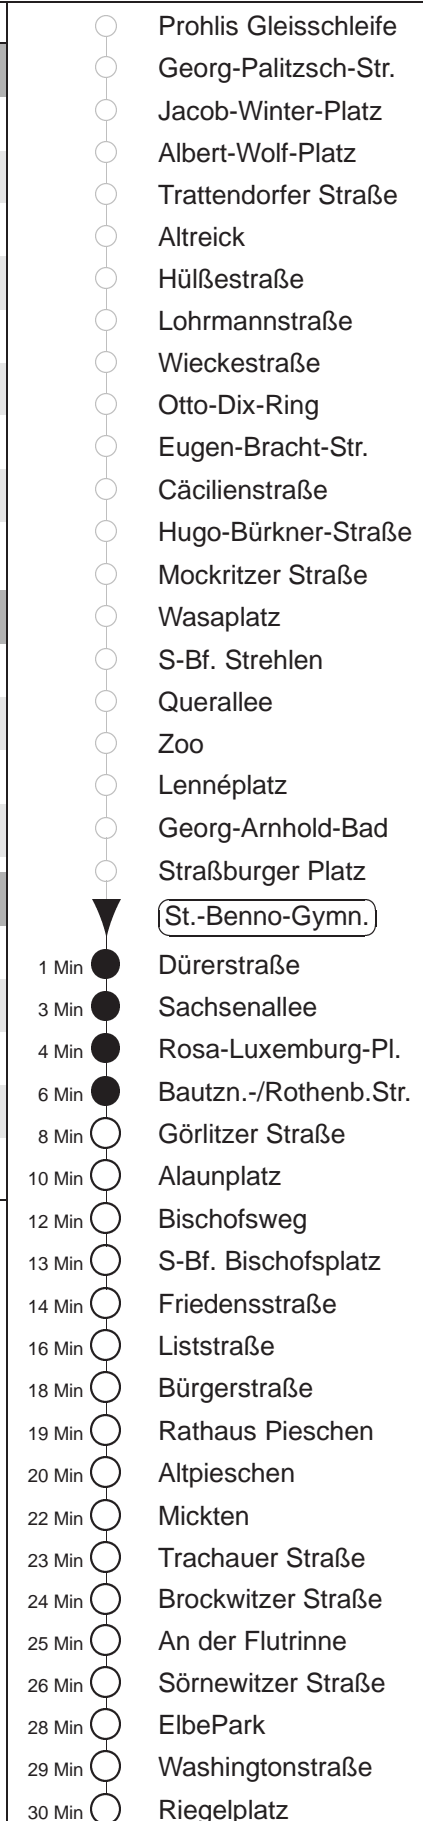 Prohlis Gleisschleife
Georg-Palitzsch-Str.
Jacob-Winter-Platz
Albert-Wolf-Platz
Trattendorfer Straße
Altreick
Hülßestraße
Lohrmannstraße
Wieckestraße
Otto-Dix-Ring
Eugen-Bracht-Str.
Cäcilienstraße
Hugo-Bürkner-Straße
Mockritzer Straße
Wasaplatz
S-Bf. Strehlen
Querallee
Zoo
Lennéplatz
Georg-Arnhold-Bad
Straßburger Platz
St.-Benno-Gymn.
1 Min Dürerstraße
3 Min Sachsenallee
4 Min Rosa-Luxemburg-Pl.
6 Min Bautzn.-/Rothenb.Str.
8 Min Görlitzer Straße
10 Min Alaunplatz
12 Min Bischofsweg
13 Min S-Bf. Bischofsplatz
14 Min Friedensstraße
16 Min Liststraße
18 Min Bürgerstraße
19 Min Rathaus Pieschen
20 Min Altpieschen
22 Min Mickten
23 Min Trachauer Straße
24 Min Brockwitzer Straße
25 Min An der Flutrinne
26 Min Sörnewitzer Straße
28 Min ElbePark
29 Min Washingtonstraße
30 Min Riegelplatz